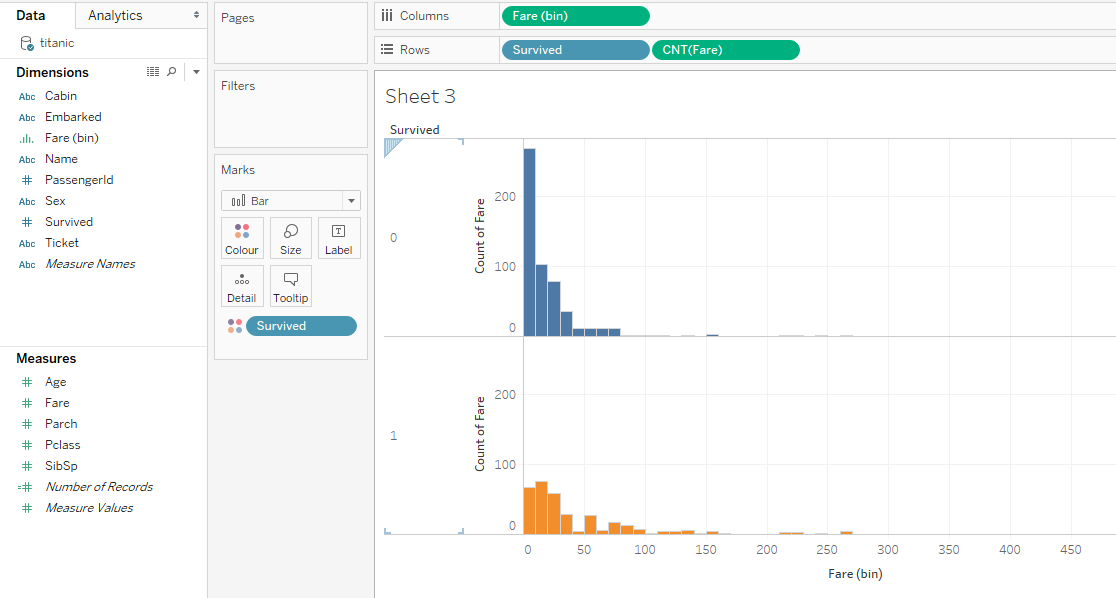 Data
Analytics
titanic
Dimensions
Abc Cabin
Abc Embarked
Fare (bin)
Abc Name
# PassengerId
Abc Sex
# Survived
Abc Ticket
Abc Measure Names
Measures
# Age
# Fare
# Parch
# Pclass
# SibSp
=# Number of Records
# Measure Values
Pages
Filters
Marks
Bar
Colour
Size
T
Label
Detail
Tooltip
Survived
Columns
Fare (bin)
Rows
Survived
CNT(Fare)
Sheet 3
Survived
0
Count of Fare
200
100
0
1
Count of Fare
200
100
0
0 50 100 150 200 250 300 350 400 450
Fare (bin)